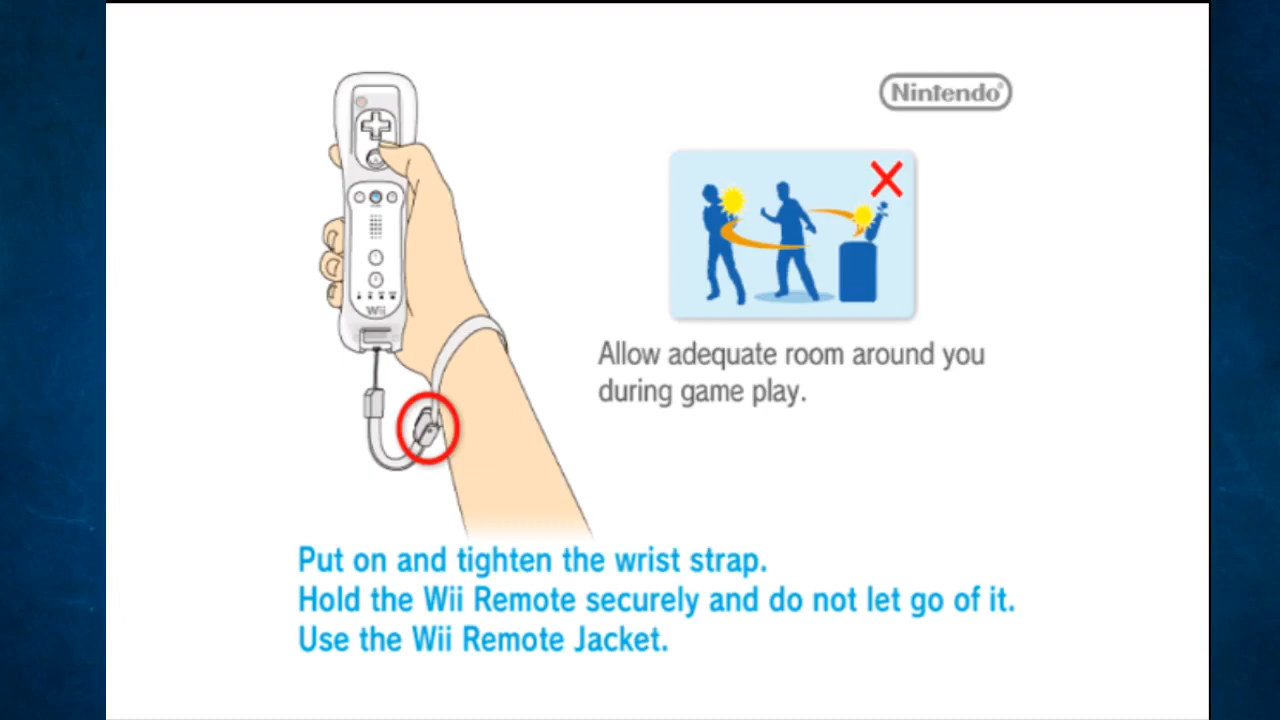 Nintendo®
Wii
Allow adequate room around you
during game play.
Put on and tighten the wrist strap.
Hold the Wii Remote securely and do not let go of it.
Use the Wii Remote Jacket.